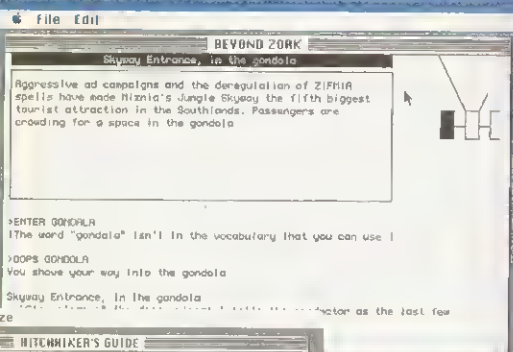 File Edit
BEYOND ZORK
Skyway Entrance, in the gondola
Aggressive ad campaigns and the deregulation of ZIFMIA
spells have made Miznia's Jungle Skyway the fifth biggest
tourist attraction in the Southlands. Passengers are
crowding for a space in the gondola
>ENTER GONDALA
[The word "gondala" isn't in the vocabulary that you can use
>OOPS GONDOLA
You shove your way into the gondola
Skyway Entrance, in the gondola
as the last few
ze
HITCHHIKER'S GUIDE